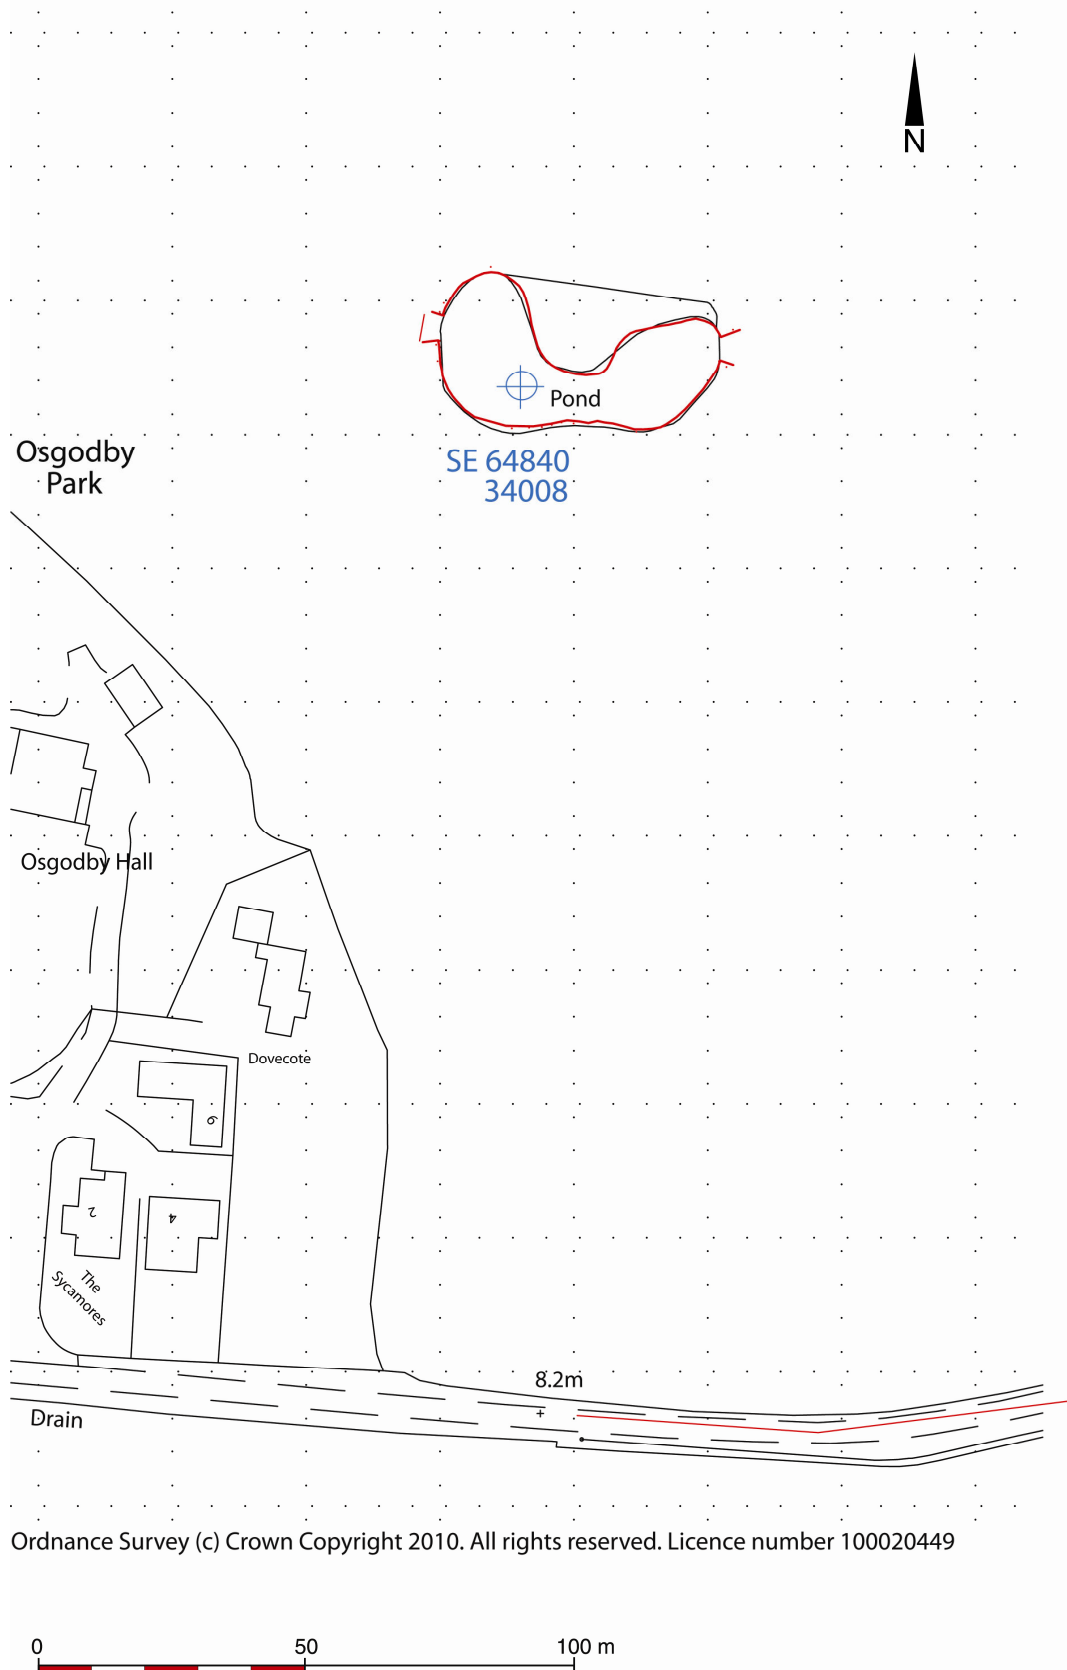 N
Pond
SE 64840
34008
Osgodby
Park
Osgodby Hall
Dovecote
6
2
4
The
Sycamores
8.2m
Drain
Ordnance Survey (c) Crown Copyright 2010. All rights reserved. Licence number 100020449
0 50 100 m